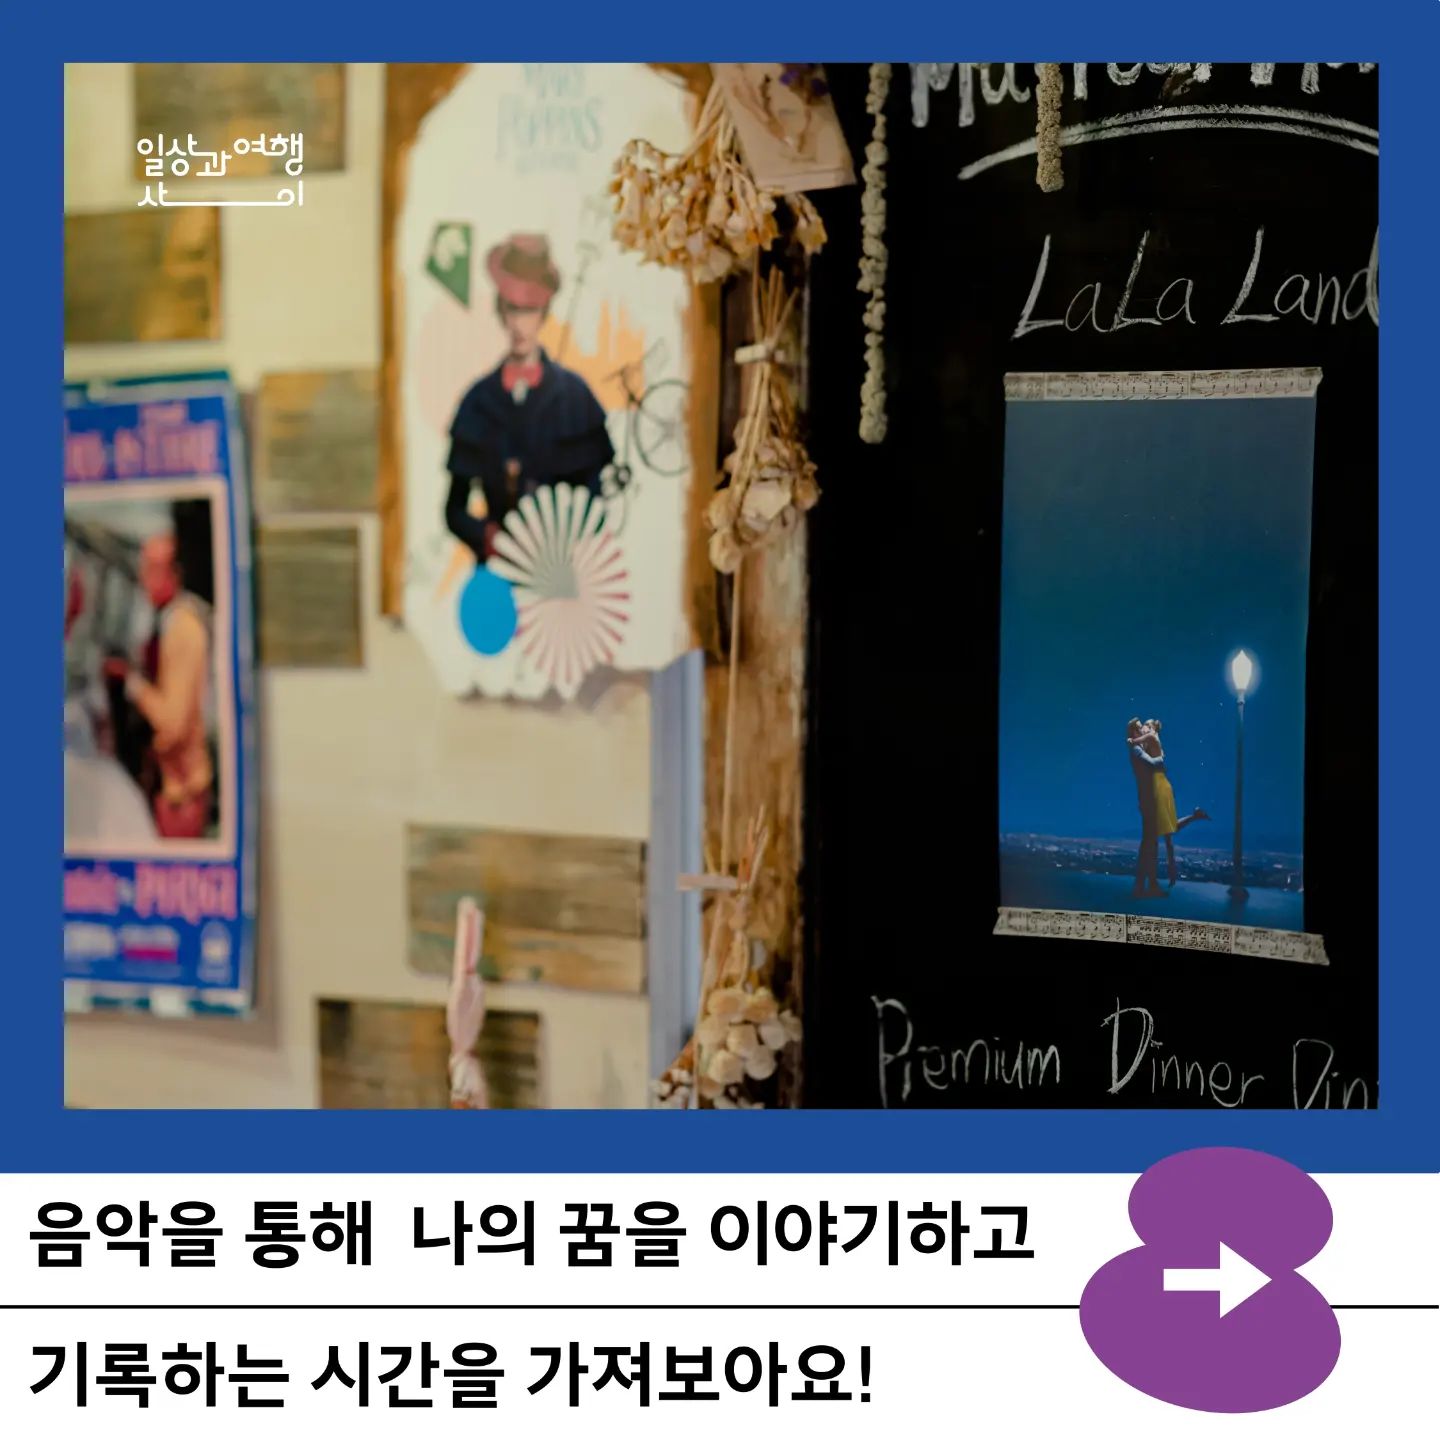 일상과 여행
사이
LaLa Land
Premium Dinner
음악을 통해 나의 꿈을 이야기하고
기록하는 시간을 가져보아요!